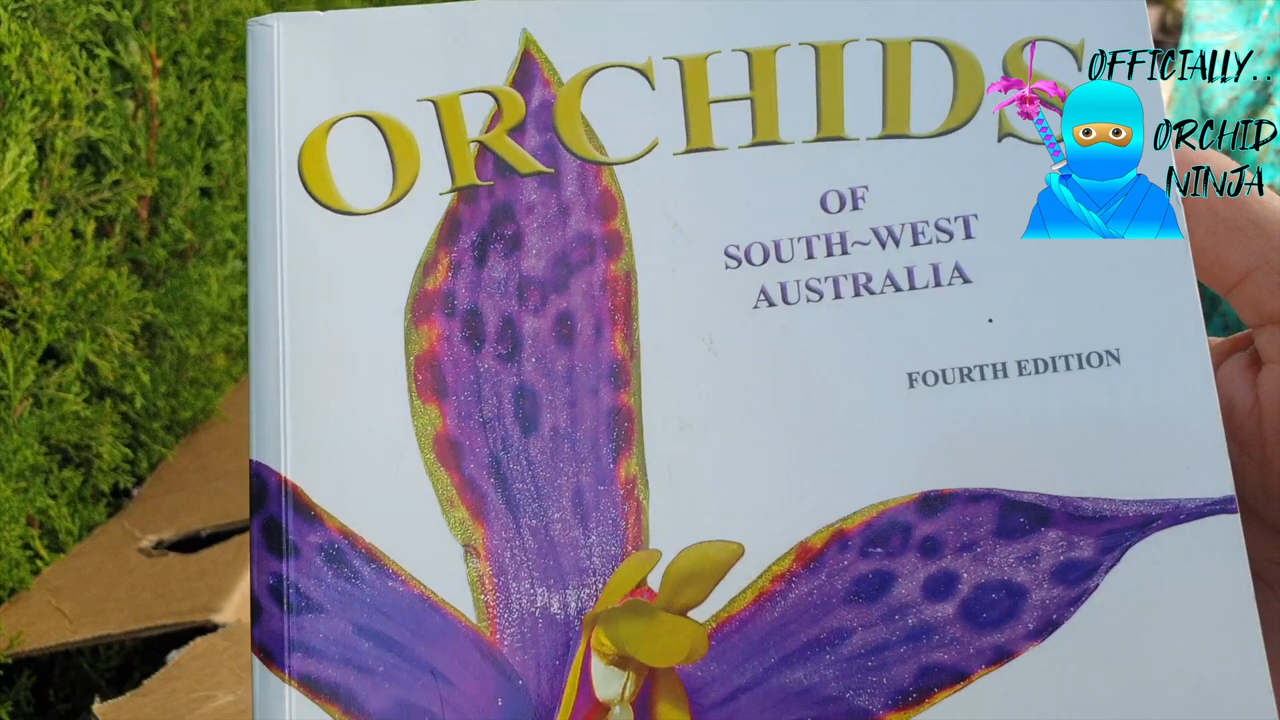 ORCHIDS
OF
SOUTH~WEST
AUSTRALIA
FOURTH EDITION
OFFICIALLY..
ORCHID
NINJA